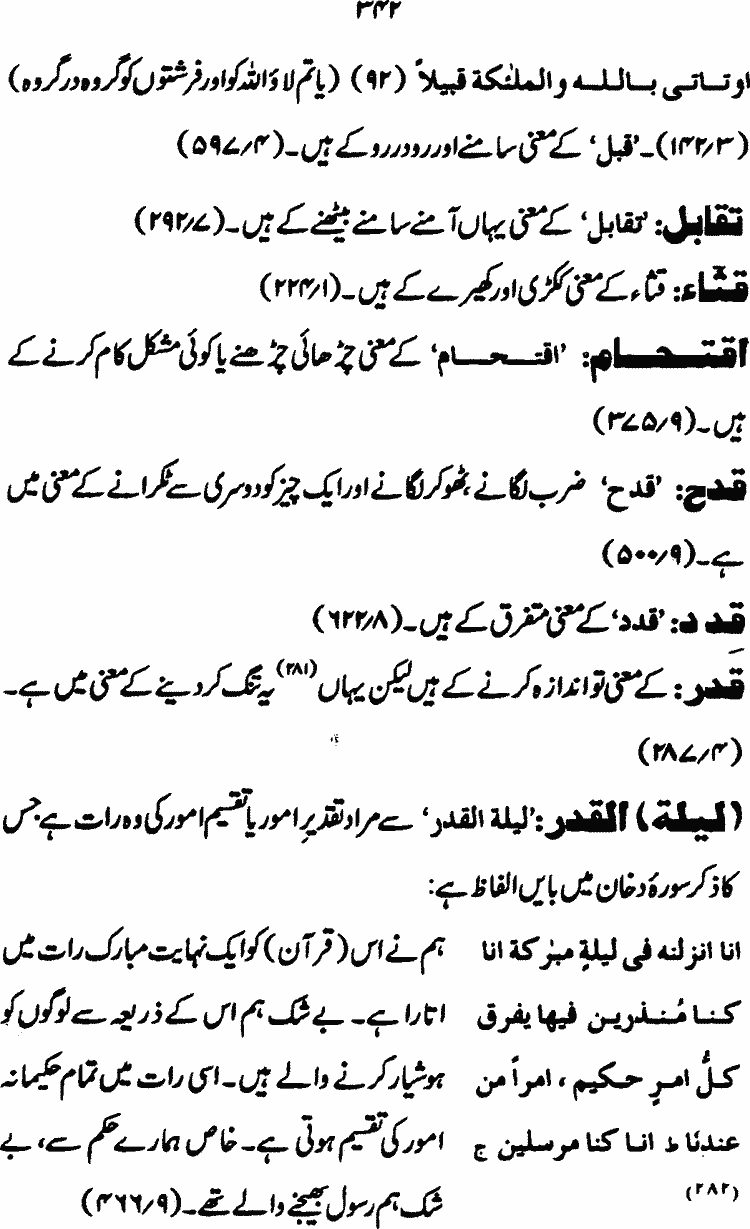 ۳۴۲
او تاتی باللہ والملئکة قبیلاً (۹۲) (یا تم لاؤ اللہ کو اور فرشتوں کو گروہ در گروہ)
(۱۴۲/۳)۔ ’قبل‘ کے معنی سامنے اور رو در رو کے ہیں۔ (۵۹۷/۴)
تقابل: ’تقابل‘ کے معنی یہاں آمنے سامنے بیٹھنے کے ہیں۔ (۲۹۲/۷)
قثّاء: قثاء کے معنی ککڑی اور کھیرے کے ہیں۔ (۲۲۴/۱)
اقتحام: ’اقتحام‘ کے معنی چڑھائی چڑھنے یا کوئی مشکل کام کرنے کے
ہیں۔ (۳۷۵/۹)
قدح: ’قدح‘ ضرب لگانے، ٹھوکر لگانے اور ایک چیز کو دوسری سے ٹکرانے کے معنی میں
ہے۔ (۵۰۰/۹)
قدد: ’قدد‘ کے معنی متفرق کے ہیں۔ (۶۲۲/۸)
قدر: کے معنی تو اندازہ کرنے کے ہیں لیکن یہاں (۲۸۱) یہ تنگ کر دینے کے معنی میں ہے۔
(۲۸۷/۴)
(لیلة) القدر: ’لیلة القدر‘ سے مراد تقدیرِ امور یا تقسیم امور کی وہ رات ہے جس
کا ذکر سورۂ دخان میں بایں الفاظ ہے:
انا انزلنه فی لیلةٍ مبٰرکة انا ہم نے اس (قرآن) کو ایک نہایت مبارک رات میں
کنا مُنذرین فیها یفرق اتارا ہے۔ بے شک ہم اس کے ذریعہ سے لوگوں کو
کلُّ امرٍ حکیم، امراً من ہوشیار کرنے والے ہیں۔ اسی رات میں تمام حکیمانہ
عندنا ط انا کنا مرسلین ج امور کی تقسیم ہوتی ہے۔ خاص ہمارے حکم سے، بے
(۲۸۲) شک ہم رسول بھیجنے والے تھے۔ (۴۶۶/۹)